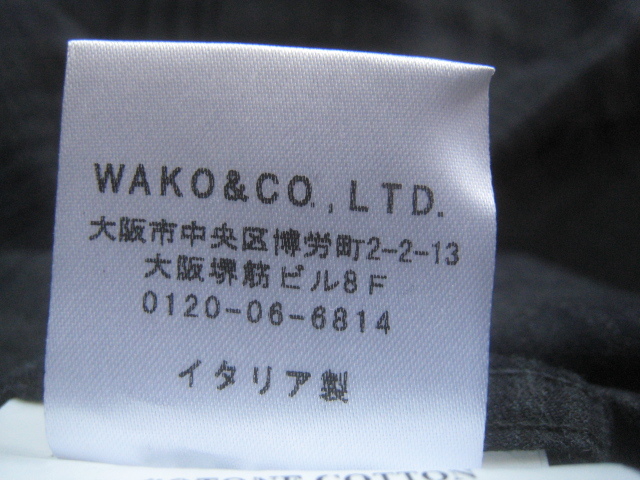 WAKO&CO., LTD.
大阪市中央区博労町2-2-13
大阪堺筋ビル8F
0120-06-6814
イタリア製
COTTON